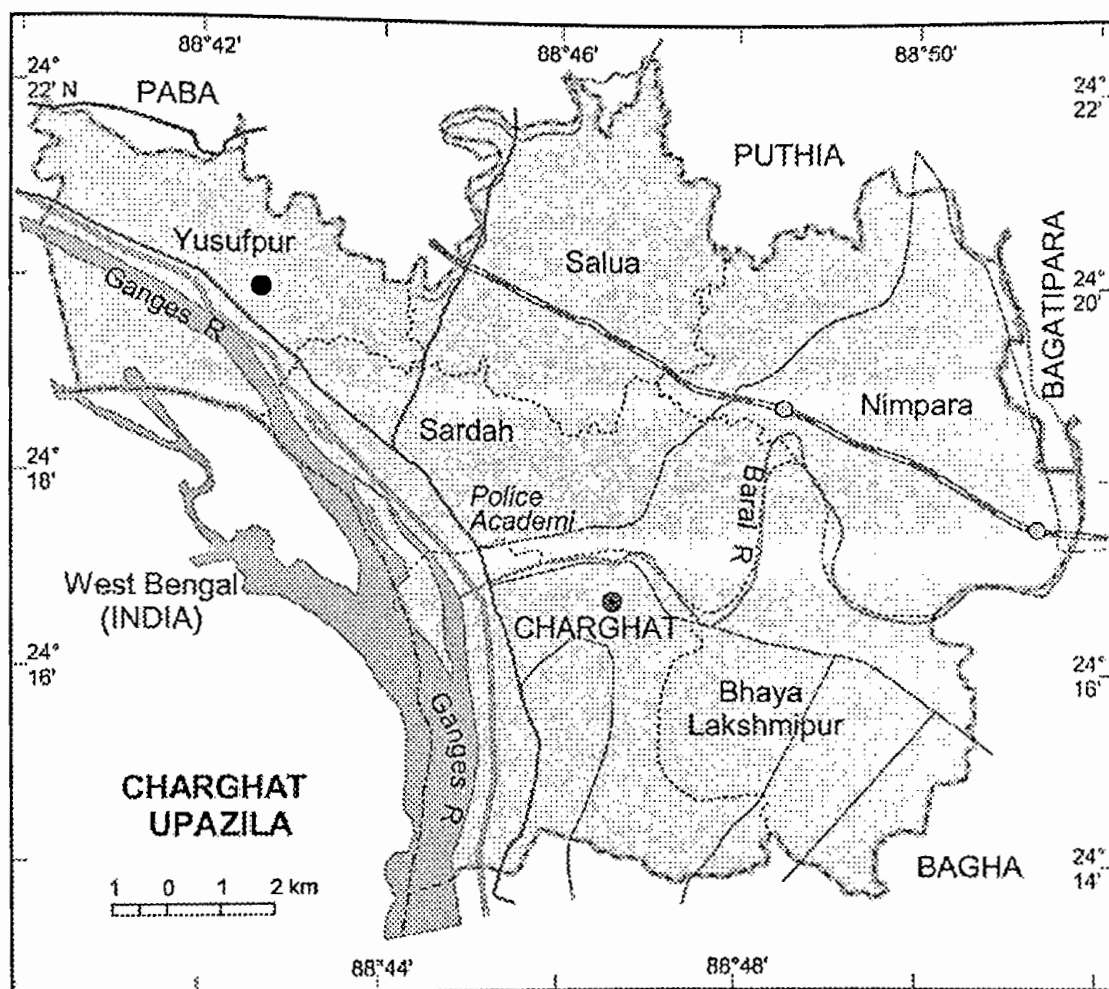 88°42'
88°46'
88°50'
24°
22' N
PABA
24°
22'
PUTHIA
Yusufpur
Salua
Ganges R
24°
20'
BAGATIPARA
Nimpara
Sardah
24°
18'
Baral R
Police
Academi
West Bengal
(INDIA)
CHARGHAT
24°
16'
24°
16'
Bhaya
Lakshmipur
Ganges R
CHARGHAT
UPAZILA
BAGHA
24°
14'
1 0 1 2 km
88°44'
88°48'